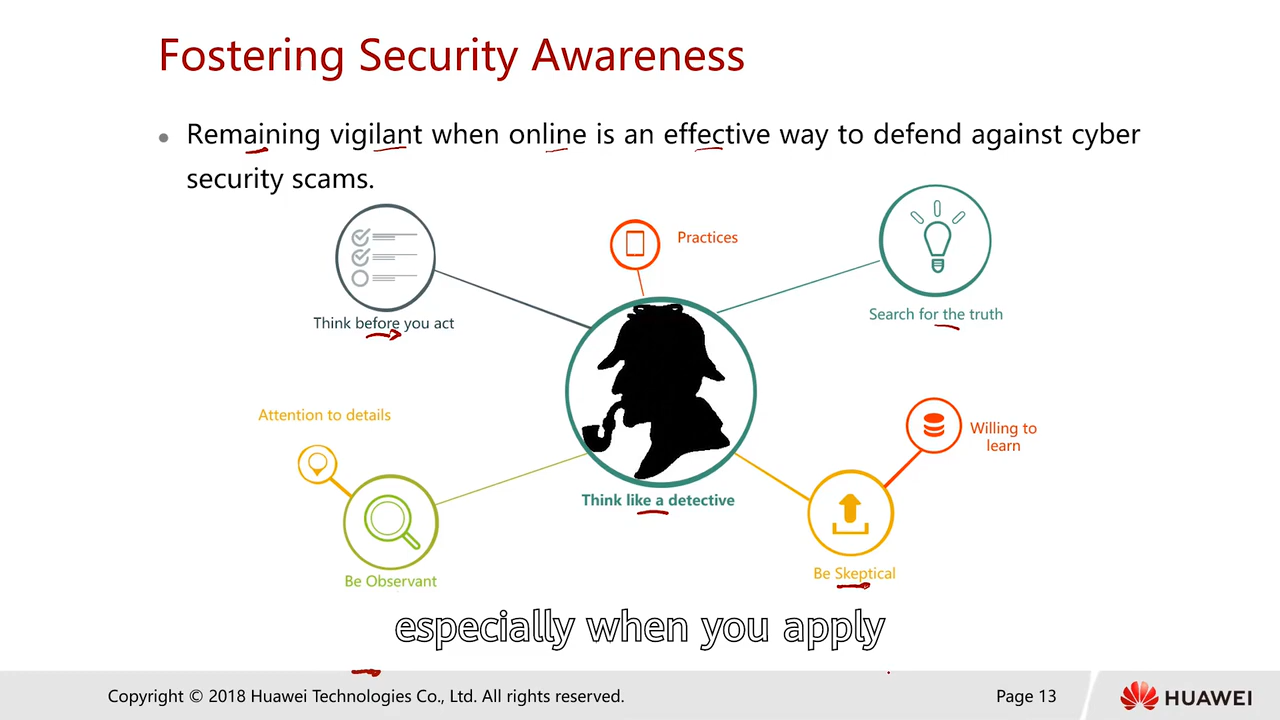 Fostering Security Awareness
Remaining vigilant when online is an effective way to defend against cyber
security scams.
Practices
Think before you act
Search for the truth
Attention to details
Willing to
learn
Think like a detective
Be Skeptical
Be Observant
especially when you apply
Copyright © 2018 Huawei Technologies Co., Ltd. All rights reserved.
Page 13
HUAWEI